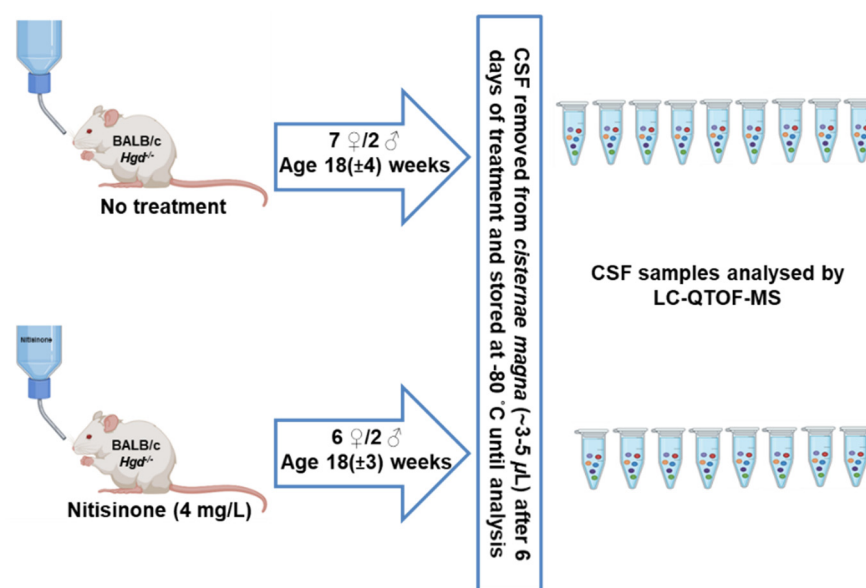 BALB/c
Hgd-/-
No treatment
7 ♀/2 ♂
Age 18(±4) weeks
CSF removed from cisternae magna (~3-5 µL) after 6
days of treatment and stored at -80 ˚C until analysis
CSF samples analysed by
LC-QTOF-MS
Nitisinone
BALB/c
Hgd-/-
Nitisinone (4 mg/L)
6 ♀/2 ♂
Age 18(±3) weeks